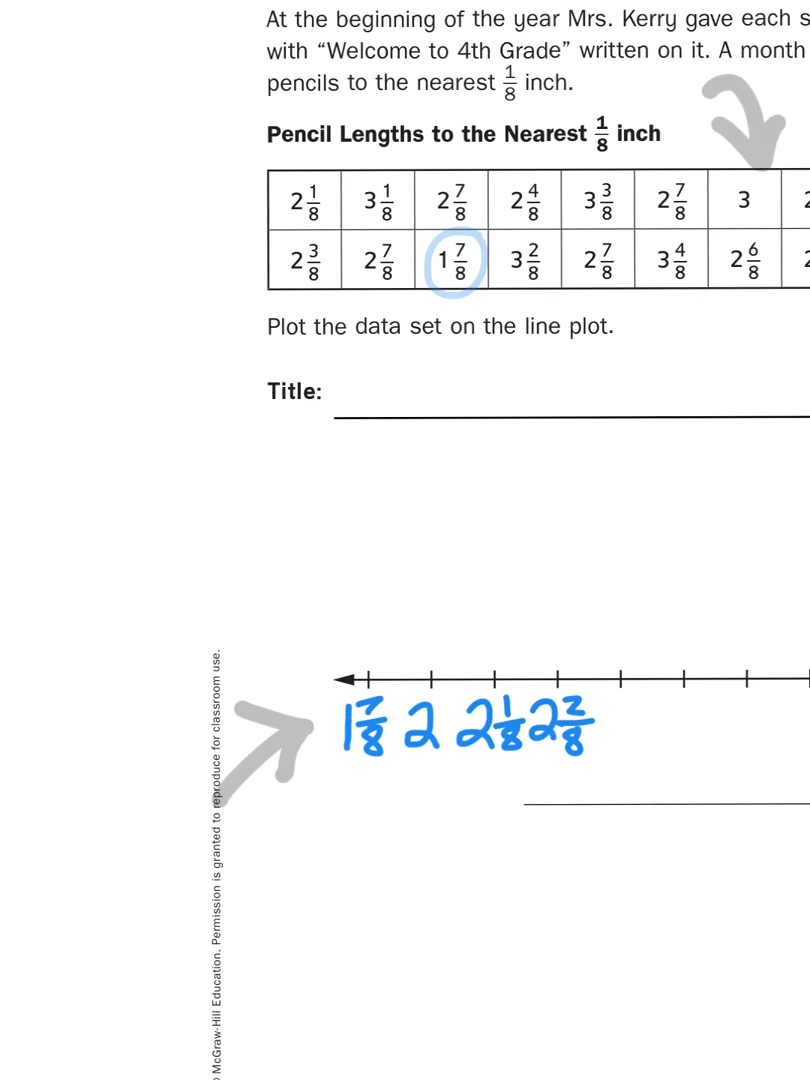 At the beginning of the year Mrs. Kerry gave each s
with “Welcome to 4th Grade” written on it. A month
pencils to the nearest 1/8 inch.
Pencil Lengths to the Nearest 1/8 inch
2 1/8 3 1/8 2 7/8 2 4/8 3 3/8 2 7/8 3 2
2 3/8 2 7/8 1 7/8 3 2/8 2 7/8 3 4/8 2 6/8 2
Plot the data set on the line plot.
Title:
1 7/8 2 2 1/8 2 2/8
McGraw-Hill Education. Permission is granted to reproduce for classroom use.